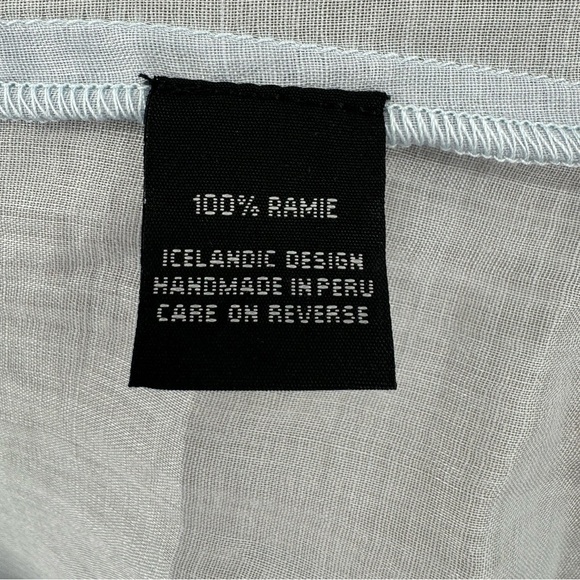 100% RAMIE
ICELANDIC DESIGN
HANDMADE IN PERU
CARE ON REVERSE